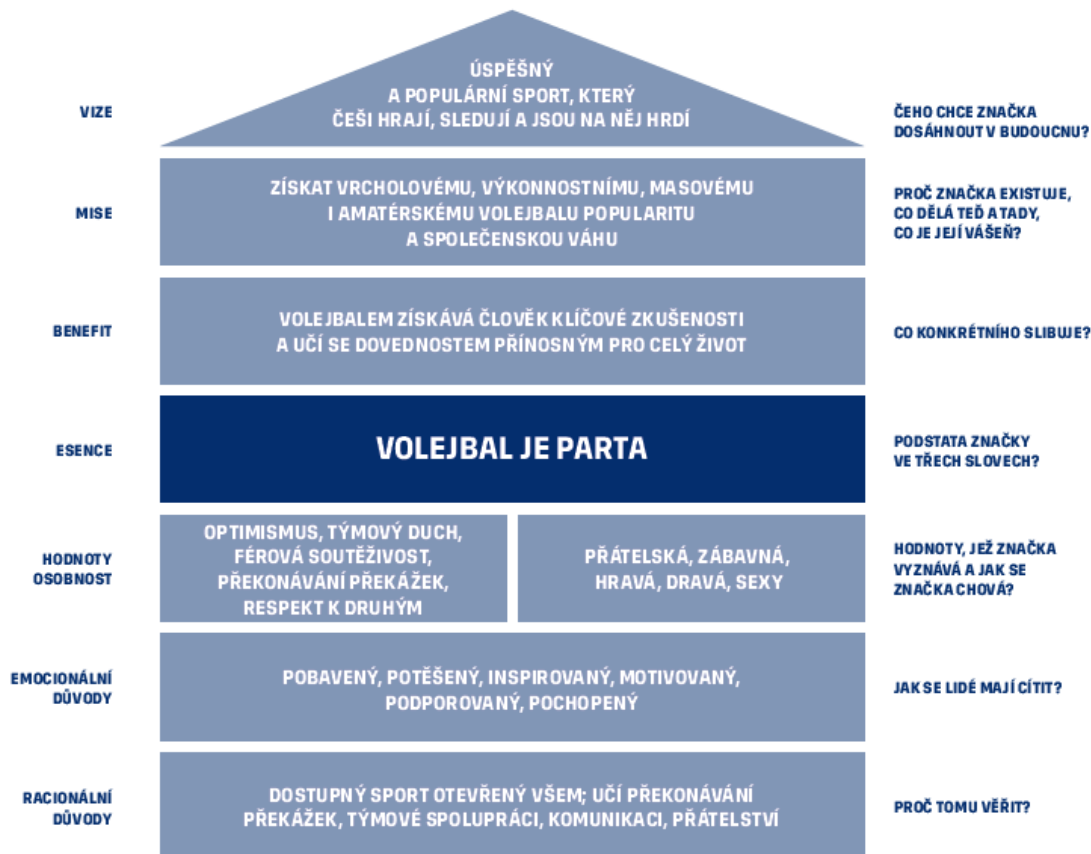 ÚSPĚŠNÝ
A POPULÁRNÍ SPORT, KTERÝ
ČEŠI HRAJÍ, SLEDUJÍ A JSOU NA NĚJ HRDÍ
VIZE
ČEHO CHCE ZNAČKA
DOSÁHNOUT V BUDOUCNU?
MISE
ZÍSKAT VRCHOLOVÉMU, VÝKONNOSTNÍMU, MASOVÉMU
I AMATÉRSKÉMU VOLEJBALU POPULARITU
A SPOLEČENSKOU VÁHU
PROČ ZNAČKA EXISTUJE,
CO DĚLÁ TEĎ A TADY,
CO JE JEJÍ VÁŠEŇ?
BENEFIT
VOLEJBALEM ZÍSKÁVÁ ČLOVĚK KLÍČOVÉ ZKUŠENOSTI
A UČÍ SE DOVEDNOSTEM PŘÍNOSNÝM PRO CELÝ ŽIVOT
CO KONKRÉTNÍHO SLIBUJE?
ESENCE
VOLEJBAL JE PARTA
PODSTATA ZNAČKY
VE TŘECH SLOVECH?
HODNOTY
OSOBNOST
OPTIMISMUS, TÝMOVÝ DUCH,
FÉROVÁ SOUTĚŽIVOST,
PŘEKONÁVÁNÍ PŘEKÁŽEK,
RESPEKT K DRUHÝM
PŘÁTELSKÁ, ZÁBAVNÁ,
HRAVÁ, DRAVÁ, SEXY
HODNOTY, JEŽ ZNAČKA
VYZNÁVÁ A JAK SE
ZNAČKA CHOVÁ?
EMOCIONÁLNÍ
DŮVODY
POBAVENÝ, POTĚŠENÝ, INSPIROVANÝ, MOTIVOVANÝ,
PODPOROVANÝ, POCHOPENÝ
JAK SE LIDÉ MAJÍ CÍTIT?
RACIONÁLNÍ
DŮVODY
DOSTUPNÝ SPORT OTEVŘENÝ VŠEM; UČÍ PŘEKONÁVÁNÍ
PŘEKÁŽEK, TÝMOVÉ SPOLUPRÁCI, KOMUNIKACI, PŘÁTELSTVÍ
PROČ TOMU VĚŘIT?